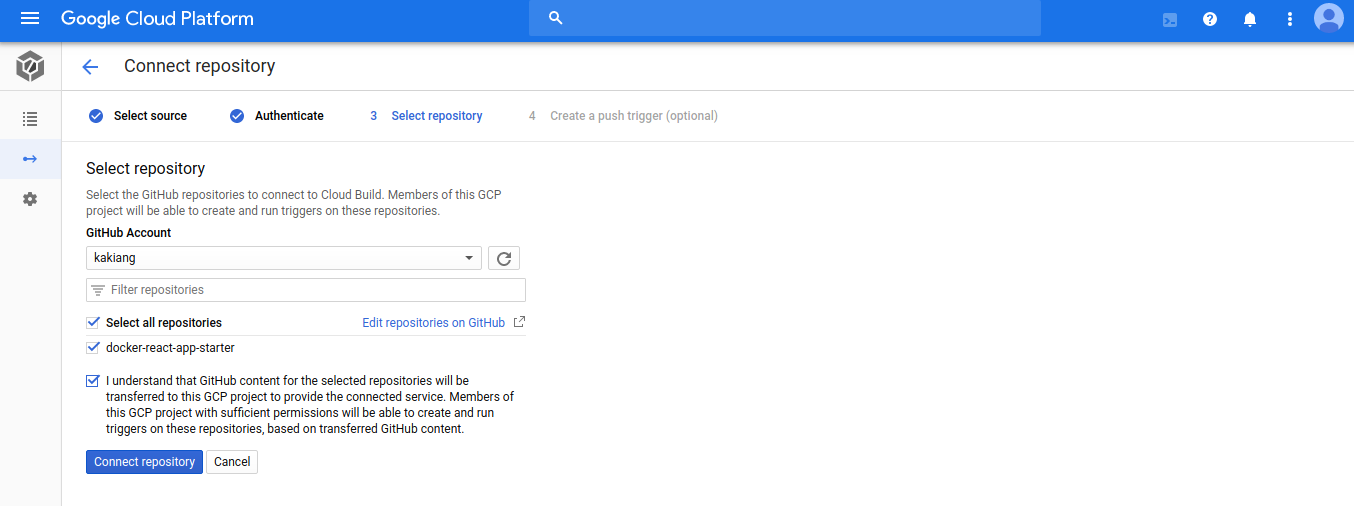 Google Cloud Platform
Connect repository
Select source
Authenticate
3 Select repository
4 Create a push trigger (optional)
Select repository
Select the GitHub repositories to connect to Cloud Build. Members of this GCP
project will be able to create and run triggers on these repositories.
GitHub Account
kakiang
Filter repositories
Select all repositories
Edit repositories on GitHub
docker-react-app-starter
I understand that GitHub content for the selected repositories will be
transferred to this GCP project to provide the connected service. Members of
this GCP project with sufficient permissions will be able to create and run
triggers on these repositories, based on transferred GitHub content.
Connect repository
Cancel